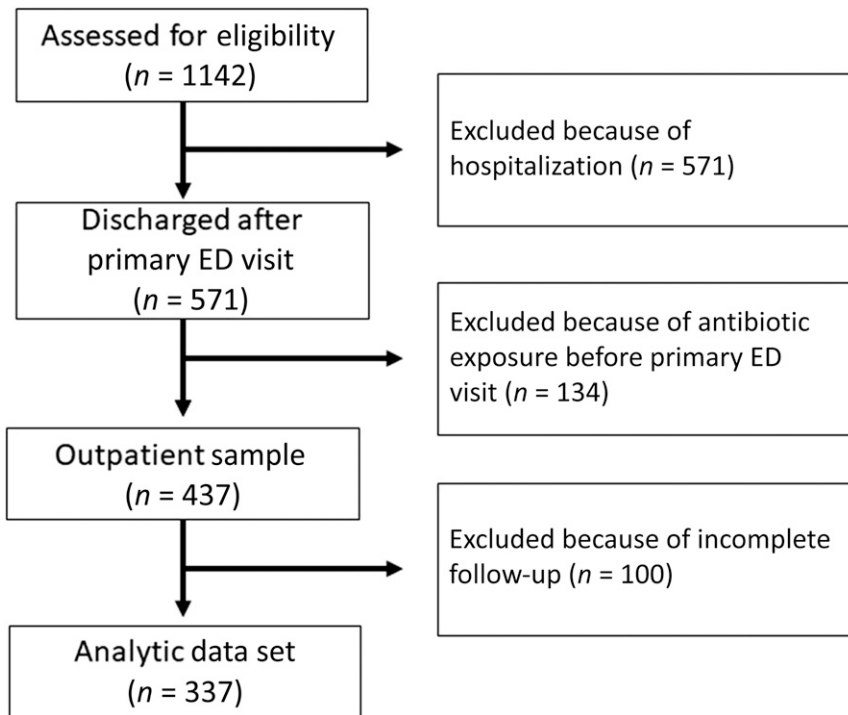 Assessed for eligibility
(n = 1142)
Excluded because of
hospitalization (n = 571)
Discharged after
primary ED visit
(n = 571)
Excluded because of antibiotic
exposure before primary ED
visit (n = 134)
Outpatient sample
(n = 437)
Excluded because of incomplete
follow-up (n = 100)
Analytic data set
(n = 337)